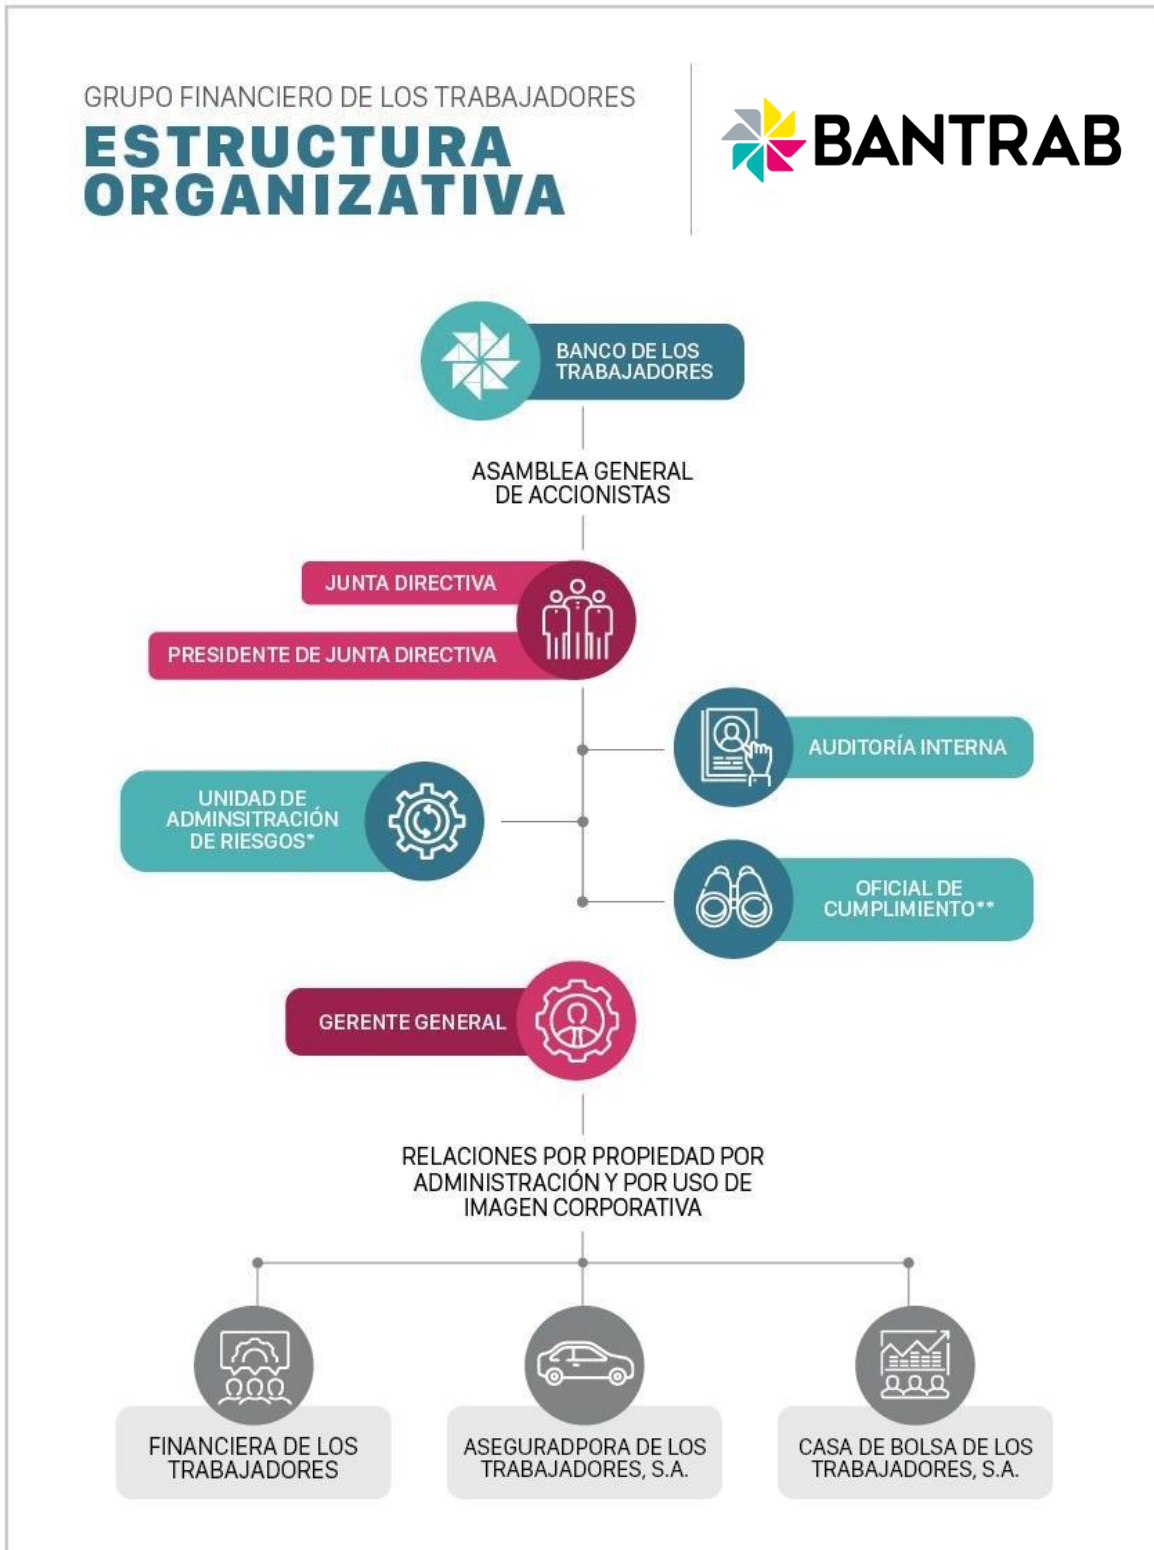 GRUPO FINANCIERO DE LOS TRABAJADORES
ESTRUCTURA
ORGANIZATIVA
BANTRAB
BANCO DE LOS
TRABAJADORES
ASAMBLEA GENERAL
DE ACCIONISTAS
JUNTA DIRECTIVA
PRESIDENTE DE JUNTA DIRECTIVA
AUDITORÍA INTERNA
UNIDAD DE
ADMINSITRACIÓN
DE RIESGOS*
OFICIAL DE
CUMPLIMIENTO**
GERENTE GENERAL
RELACIONES POR PROPIEDAD POR
ADMINISTRACIÓN Y POR USO DE
IMAGEN CORPORATIVA
FINANCIERA DE LOS
TRABAJADORES
ASEGURADPORA DE LOS
TRABAJADORES, S.A.
CASA DE BOLSA DE LOS
TRABAJADORES, S.A.